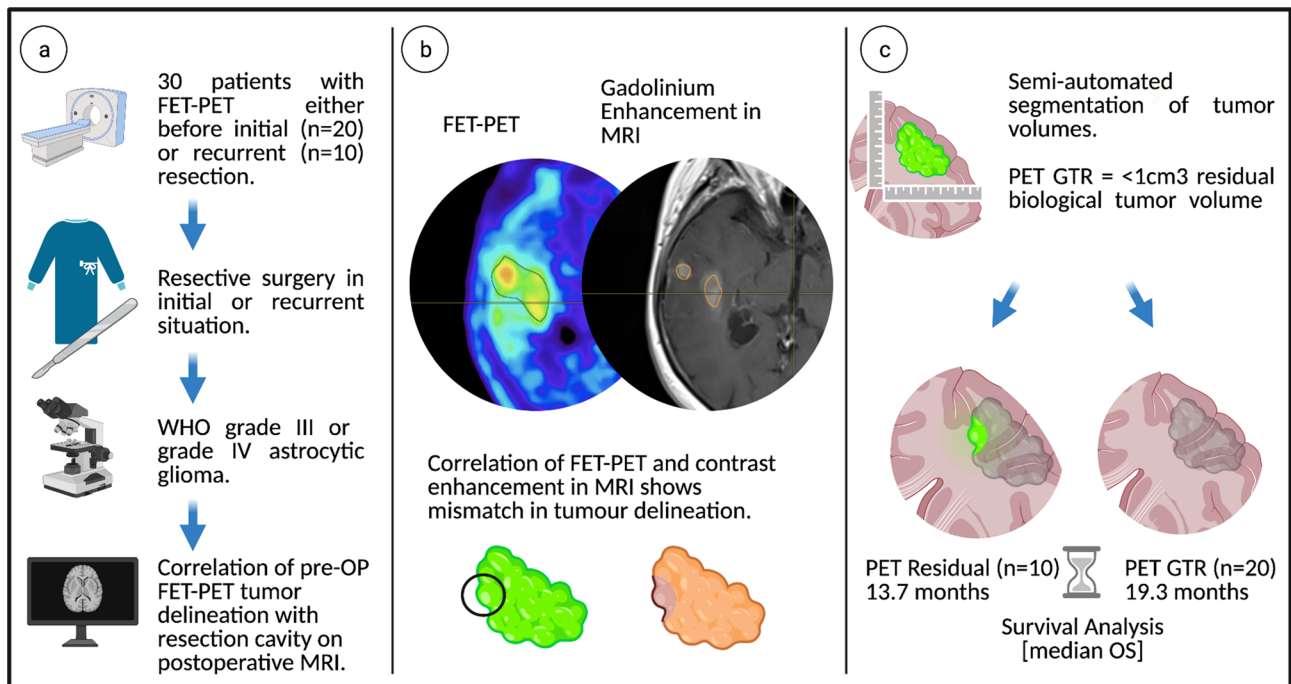 a
30 patients with
FET-PET either
before initial (n=20)
or recurrent (n=10)
resection.
Resective surgery in
initial or recurrent
situation.
WHO grade III or
grade IV astrocytic
glioma.
Correlation of pre-OP
FET-PET tumor
delineation with
resection cavity on
postoperative MRI.
b
FET-PET
Gadolinium
Enhancement in
MRI
Correlation of FET-PET and contrast
enhancement in MRI shows
mismatch in tumour delineation.
c
Semi-automated
segmentation of tumor
volumes.
PET GTR = <1cm3 residual
biological tumor volume
PET Residual (n=10)
13.7 months
PET GTR (n=20)
19.3 months
Survival Analysis
[median OS]